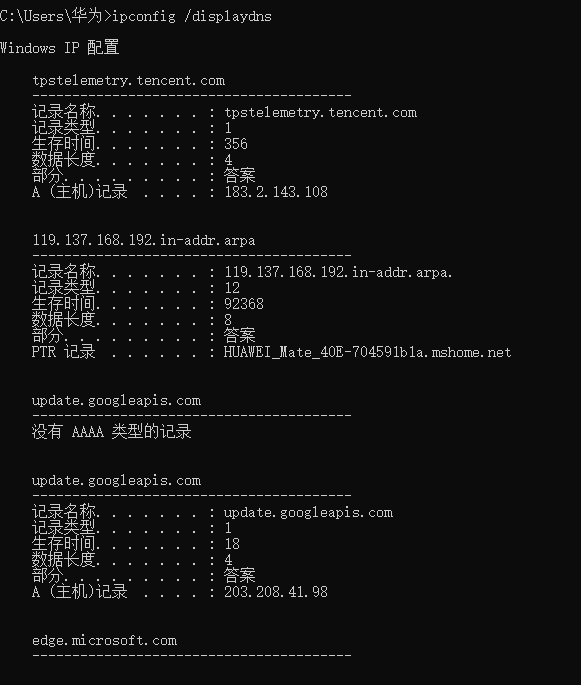 C:\Users\华为>ipconfig /displaydns
Windows IP 配置
tpstelemetry.tencent.com
----------------------------------------
记录名称. . . . . . . : tpstelemetry.tencent.com
记录类型. . . . . . . : 1
生存时间. . . . . . . : 356
数据长度. . . . . . . : 4
部分. . . . . . . . . : 答案
A (主机)记录 . . . . : 183.2.143.108
119.137.168.192.in-addr.arpa
----------------------------------------
记录名称. . . . . . . : 119.137.168.192.in-addr.arpa.
记录类型. . . . . . . : 12
生存时间. . . . . . . : 92368
数据长度. . . . . . . : 8
部分. . . . . . . . . : 答案
PTR 记录 . . . . . . : HUAWEI_Mate_40E-704591b1a.mshome.net
update.googleapis.com
----------------------------------------
没有 AAAA 类型的记录
update.googleapis.com
----------------------------------------
记录名称. . . . . . . : update.googleapis.com
记录类型. . . . . . . : 1
生存时间. . . . . . . : 18
数据长度. . . . . . . : 4
部分. . . . . . . . . : 答案
A (主机)记录 . . . . : 203.208.41.98
edge.microsoft.com
----------------------------------------